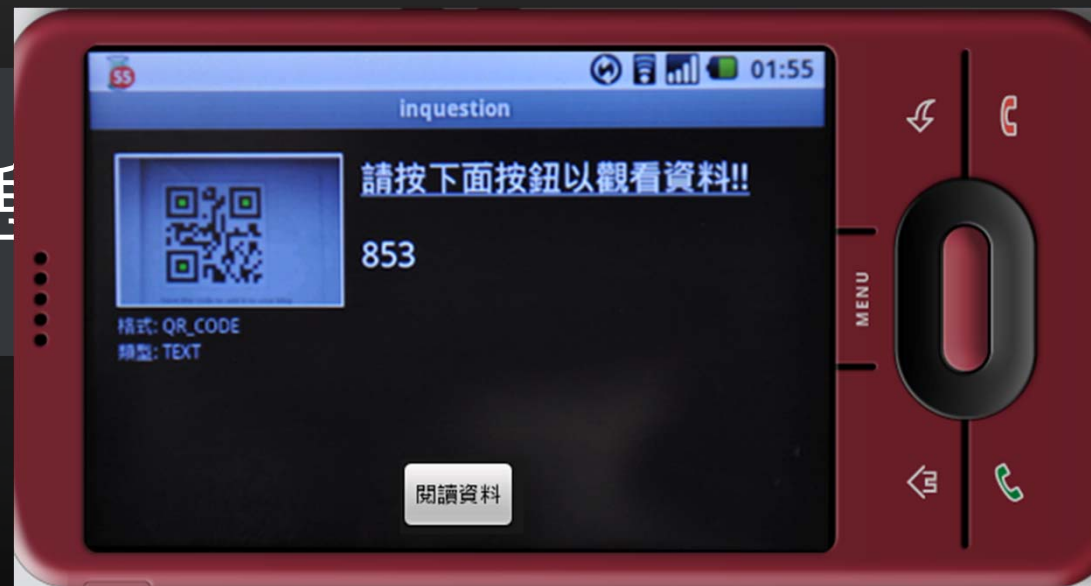 55
01:55
inquestion
請按下面按鈕以觀看資料!!
853
格式: QR_CODE
類型: TEXT
閱讀資料
MENU